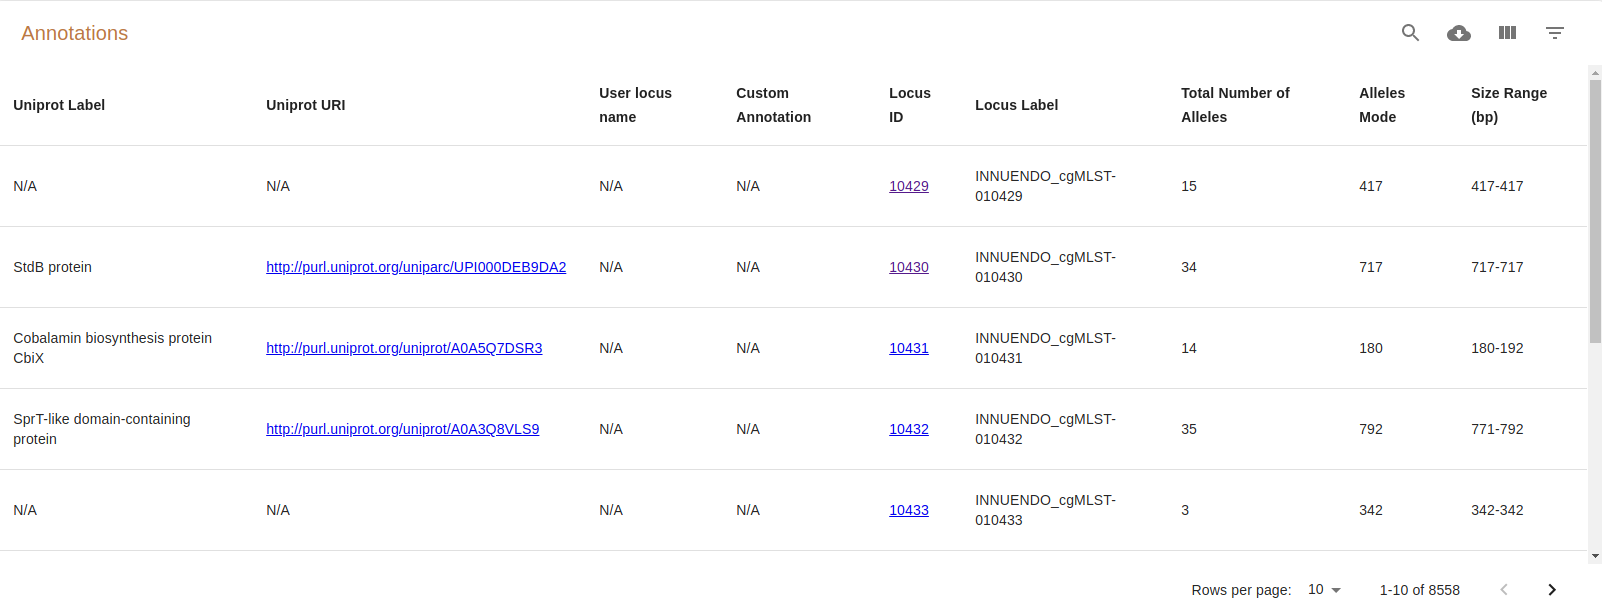 Annotations
Uniprot Label Uniprot URI User locus name Custom Annotation Locus ID Locus Label Total Number of Alleles Alleles Mode Size Range (bp)
N/A N/A N/A N/A 10429 INNUENDO_cgMLST-010429 15 417 417-417
StdB protein http://purl.uniprot.org/uniparc/UPI000DEB9DA2 N/A N/A 10430 INNUENDO_cgMLST-010430 34 717 717-717
Cobalamin biosynthesis protein CbiX http://purl.uniprot.org/uniprot/A0A5Q7DSR3 N/A N/A 10431 INNUENDO_cgMLST-010431 14 180 180-192
SprT-like domain-containing protein http://purl.uniprot.org/uniprot/A0A3Q8VLS9 N/A N/A 10432 INNUENDO_cgMLST-010432 35 792 771-792
N/A N/A N/A N/A 10433 INNUENDO_cgMLST-010433 3 342 342-342
Rows per page: 10 1-10 of 8558